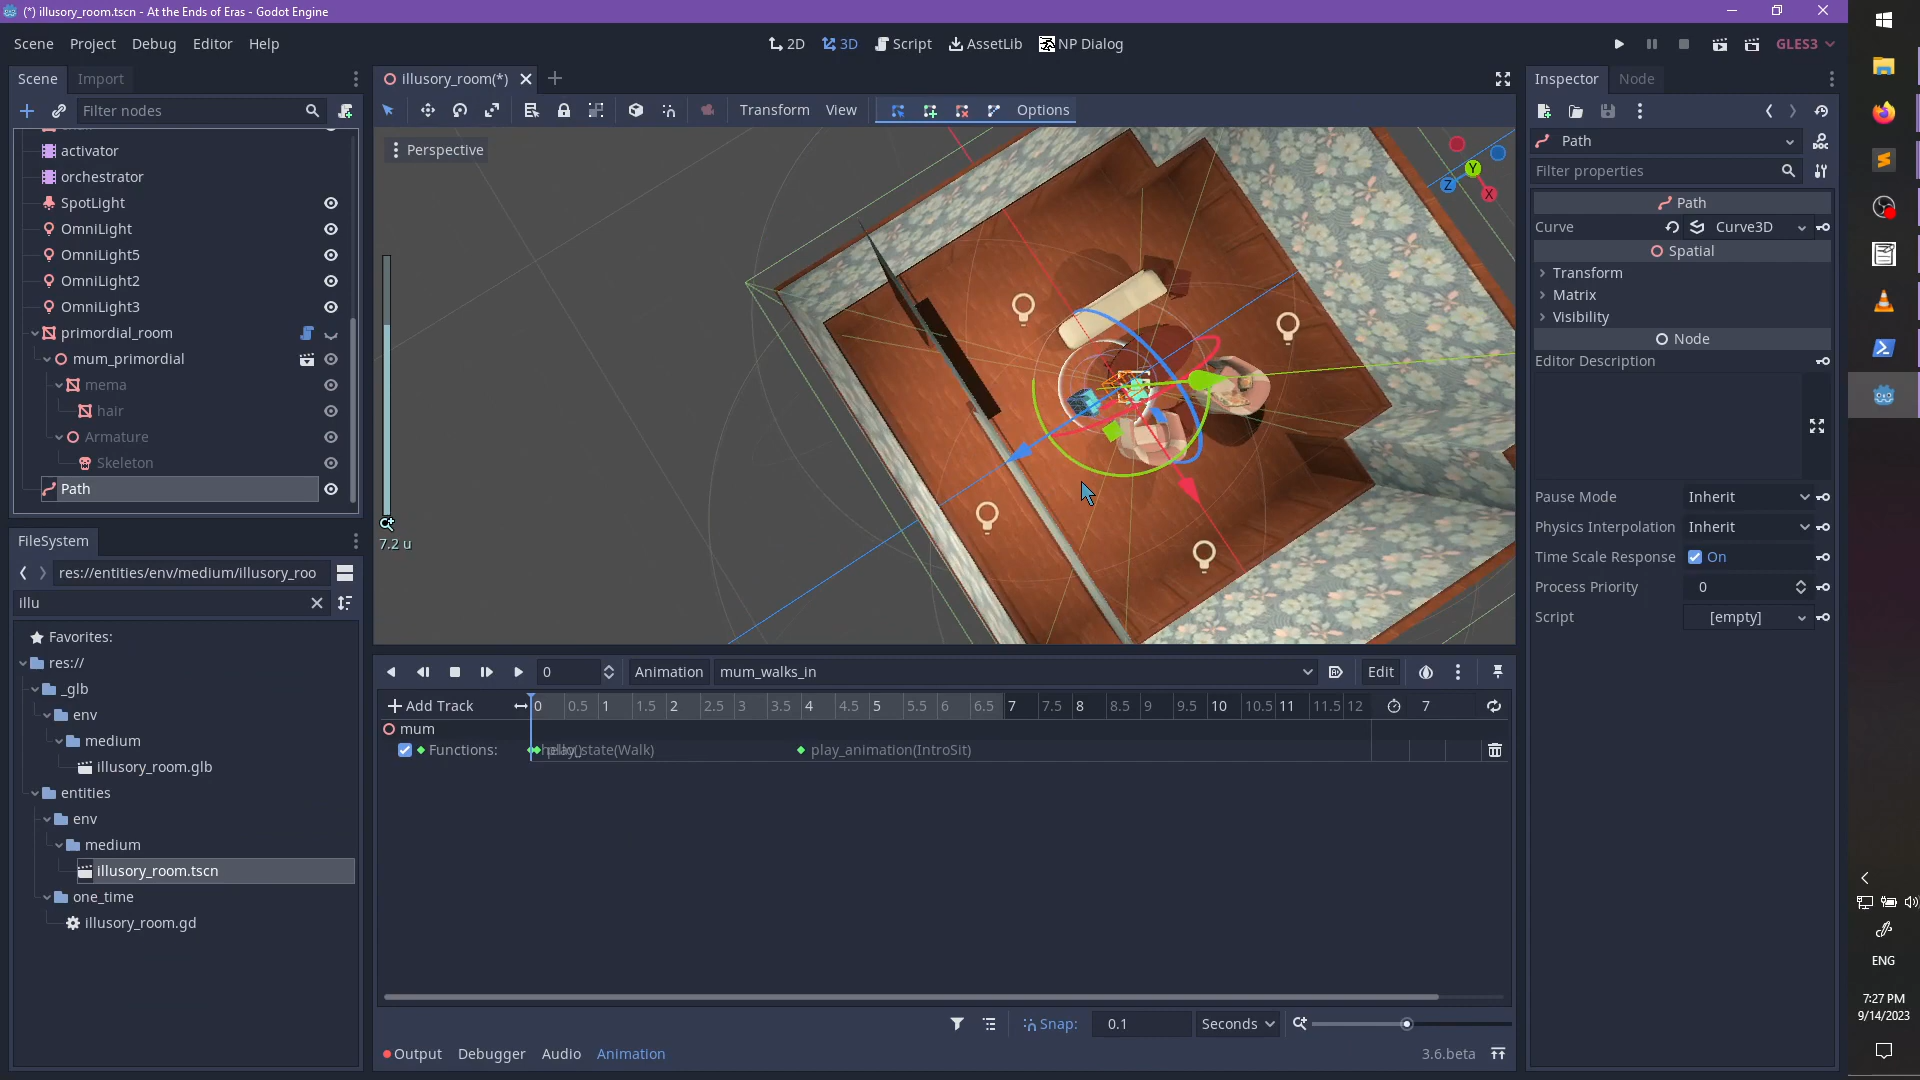 (*) illusory_room.tscn - At the Ends of Eras - Godot Engine
Scene Project Debug Editor Help
2D 3D Script AssetLib NP Dialog
GLES3
Scene Import
Filter nodes
activator
orchestrator
SpotLight
OmniLight
OmniLight5
OmniLight2
OmniLight3
primordial_room
mum_primordial
mema
hair
Armature
Skeleton
Path
FileSystem
res://entities/env/medium/illusory_roo
illu
Favorites:
res://
_glb
env
medium
illusory_room.glb
entities
env
medium
illusory_room.tscn
one_time
illusory_room.gd
illusory_room(*)
Transform View Options
Perspective
Y
Z
X
7.2 u
0 Animation mum_walks_in Edit
Add Track 0 0.5 1 1.5 2 2.5 3 3.5 4 4.5 5 5.5 6 6.5 7 7.5 8 8.5 9 9.5 10 10.5 11 11.5 12 7
mum
Functions: state(Walk) play_animation(IntroSit)
Snap: 0.1 Seconds
Output Debugger Audio Animation 3.6.beta
Inspector Node
Path
Filter properties
Path
Curve Curve3D
Spatial
Transform
Matrix
Visibility
Node
Editor Description
Pause Mode Inherit
Physics Interpolation Inherit
Time Scale Response On
Process Priority 0
Script [empty]
ENG
7:27 PM
9/14/2023